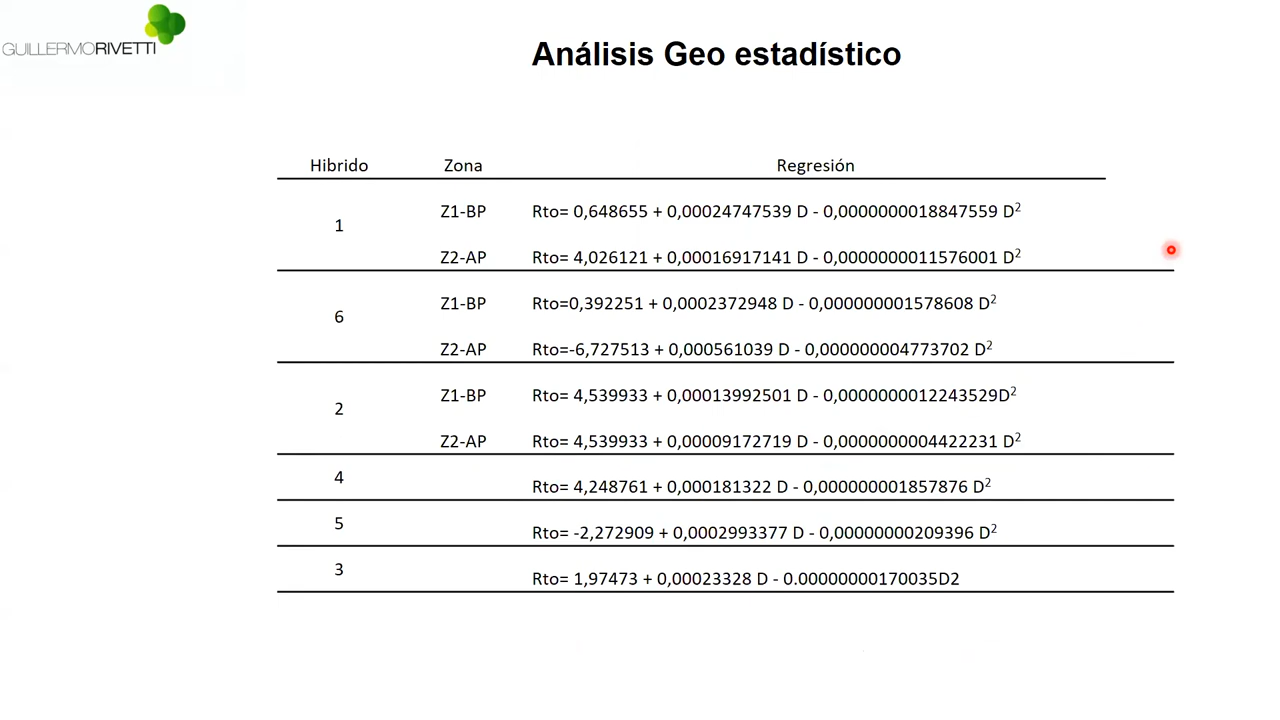 GUILLERMORIVETTI
Análisis Geo estadístico
Hibrido Zona Regresión
1
Z1-BP Rto= 0,648655 + 0,00024747539 D - 0,0000000018847559 D²
Z2-AP Rto= 4,026121 + 0,00016917141 D - 0,0000000011576001 D²
6
Z1-BP Rto=0,392251 + 0,0002372948 D - 0,000000001578608 D²
Z2-AP Rto=-6,727513 + 0,000561039 D - 0,000000004773702 D²
2
Z1-BP Rto= 4,539933 + 0,00013992501 D - 0,0000000012243529D²
Z2-AP Rto= 4,539933 + 0,00009172719 D - 0,0000000004422231 D²
4 Rto= 4,248761 + 0,000181322 D - 0,000000001857876 D²
5 Rto= -2,272909 + 0,0002993377 D - 0,00000000209396 D²
3 Rto= 1,97473 + 0,00023328 D - 0.00000000170035D2